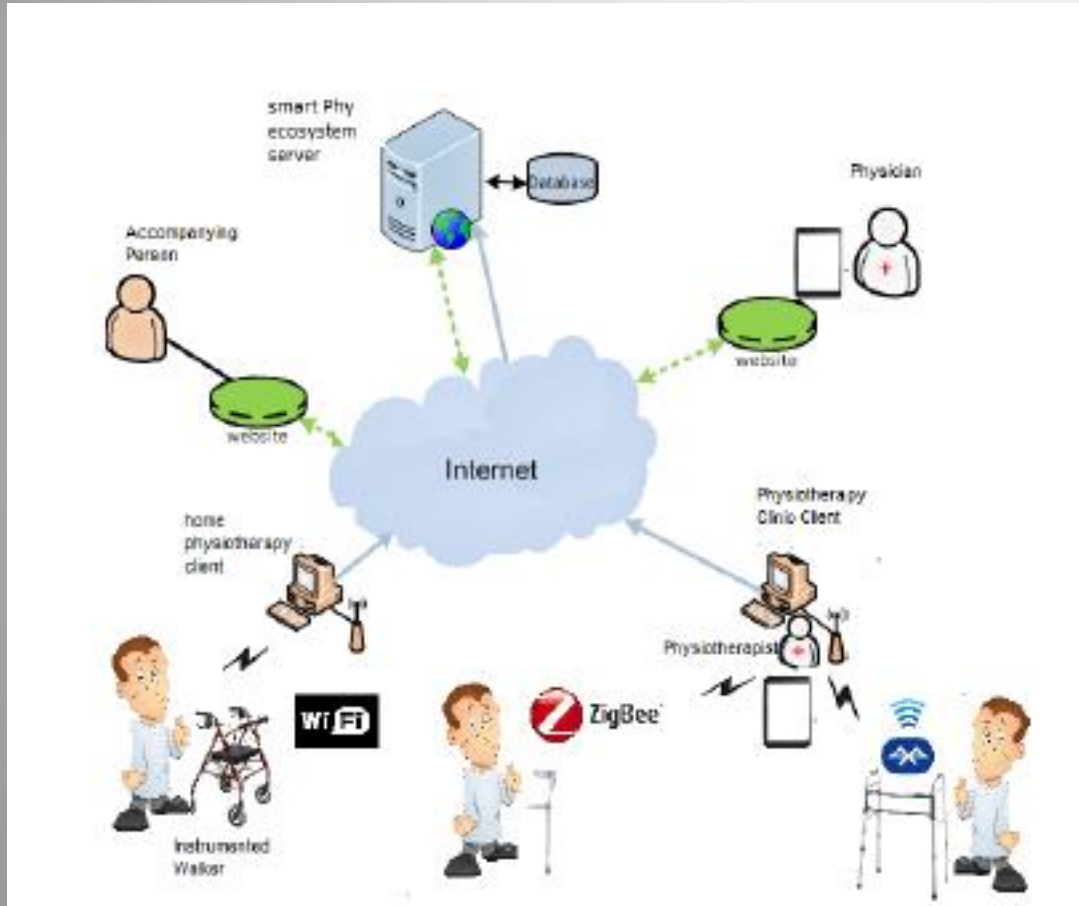 smart Phy
ecosystem
server
Database
Physician
Accompanying
Person
website
website
Internet
Physiotherapy
Clinic Client
home
physiotherapy
client
Physiotherapist
WiFi
ZigBee
Instrumented
Walker